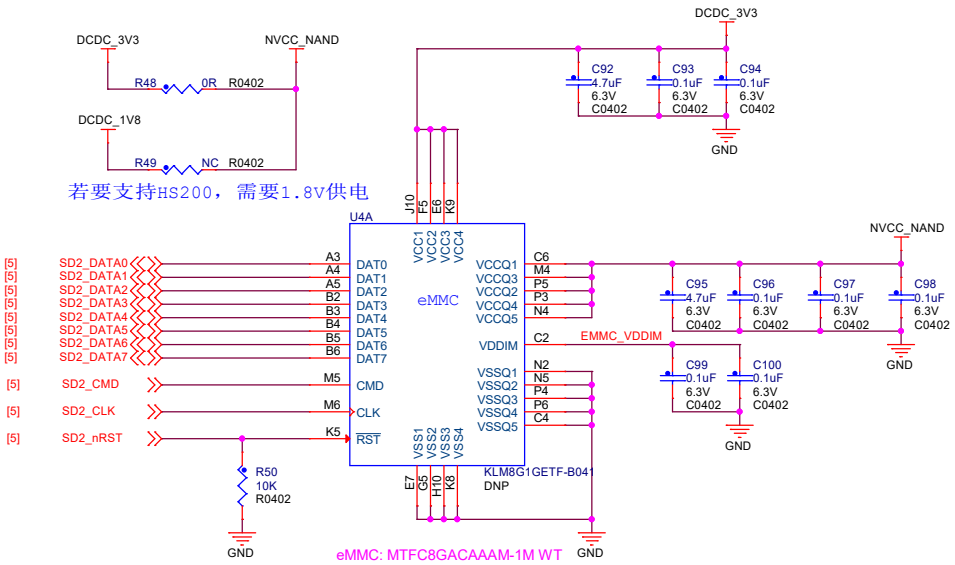 DCDC_3V3
NVCC_NAND
R48
0R
R0402
DCDC_1V8
R49
NC
R0402
若要支持HS200，需要1.8V供电
DCDC_3V3
C92
4.7uF
6.3V
C0402
C93
0.1uF
6.3V
C0402
C94
0.1uF
6.3V
C0402
GND
J10
F5
E6
K9
U4A
VCC1
VCC2
VCC3
VCC4
eMMC
[5] SD2_DATA0 A3 DAT0
[5] SD2_DATA1 A4 DAT1
[5] SD2_DATA2 A5 DAT2
[5] SD2_DATA3 B2 DAT3
[5] SD2_DATA4 B3 DAT4
[5] SD2_DATA5 B4 DAT5
[5] SD2_DATA6 B5 DAT6
[5] SD2_DATA7 B6 DAT7
[5] SD2_CMD M5 CMD
[5] SD2_CLK M6 CLK
[5] SD2_nRST K5 RST
VCCQ1 C6
VCCQ3 M4
VCCQ2 P5
VCCQ4 P3
VCCQ5 N4
VDDIM C2 EMMC_VDDIM
VSSQ1 N2
VSSQ2 N5
VSSQ3 P4
VSSQ4 P6
VSSQ5 C4
VSS1
VSS2
VSS3
VSS4
E7
G5
H10
K8
KLM8G1GETF-B041
DNP
NVCC_NAND
C95
4.7uF
6.3V
C0402
C96
0.1uF
6.3V
C0402
C97
0.1uF
6.3V
C0402
C98
0.1uF
6.3V
C0402
GND
C99
0.1uF
6.3V
C0402
C100
0.1uF
6.3V
C0402
GND
R50
10K
R0402
GND
eMMC: MTFC8GACAAAM-1M WT
GND